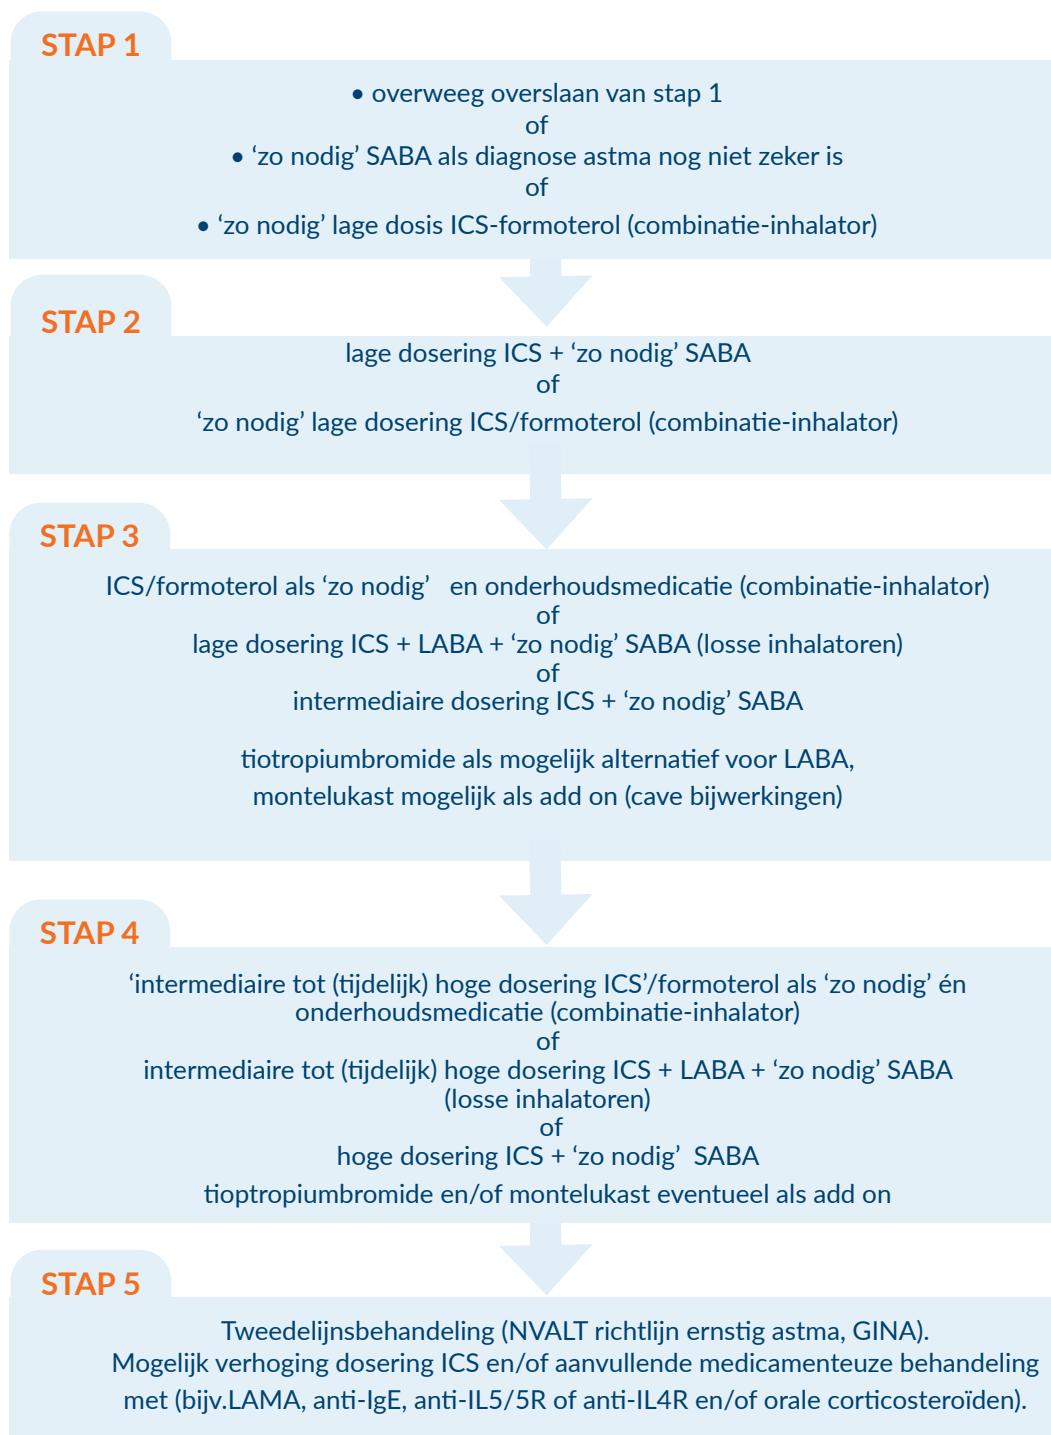 STAP 1
• overweeg overslaan van stap 1
of
• ‘zo nodig’ SABA als diagnose astma nog niet zeker is
of
• ‘zo nodig’ lage dosis ICS-formoterol (combinatie-inhalator)
STAP 2
lage dosering ICS + ‘zo nodig’ SABA
of
‘zo nodig’ lage dosering ICS/formoterol (combinatie-inhalator)
STAP 3
ICS/formoterol als ‘zo nodig’ en onderhoudsmedicatie (combinatie-inhalator)
of
lage dosering ICS + LABA + ‘zo nodig’ SABA (losse inhalatoren)
of
intermediaire dosering ICS + ‘zo nodig’ SABA
tiotropiumbromide als mogelijk alternatief voor LABA,
montelukast mogelijk als add on (cave bijwerkingen)
STAP 4
‘intermediaire tot (tijdelijk) hoge dosering ICS’/formoterol als ‘zo nodig’ én
onderhoudsmedicatie (combinatie-inhalator)
of
intermediaire tot (tijdelijk) hoge dosering ICS + LABA + ‘zo nodig’ SABA
(losse inhalatoren)
of
hoge dosering ICS + ‘zo nodig’ SABA
tioptropiumbromide en/of montelukast eventueel als add on
STAP 5
Tweedelijnsbehandeling (NVALT richtlijn ernstig astma, GINA).
Mogelijk verhoging dosering ICS en/of aanvullende medicamenteuze behandeling
met (bijv.LAMA, anti-IgE, anti-IL5/5R of anti-IL4R en/of orale corticosteroïden).